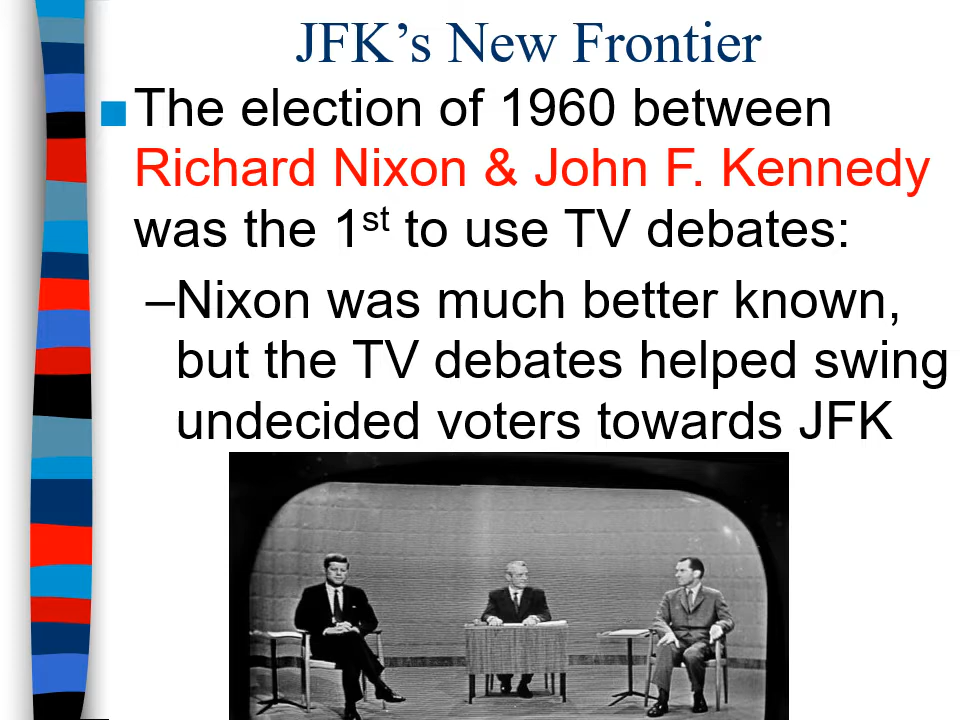 JFK’s New Frontier
■The election of 1960 between
Richard Nixon & John F. Kennedy
was the 1st to use TV debates:
–Nixon was much better known,
but the TV debates helped swing
undecided voters towards JFK